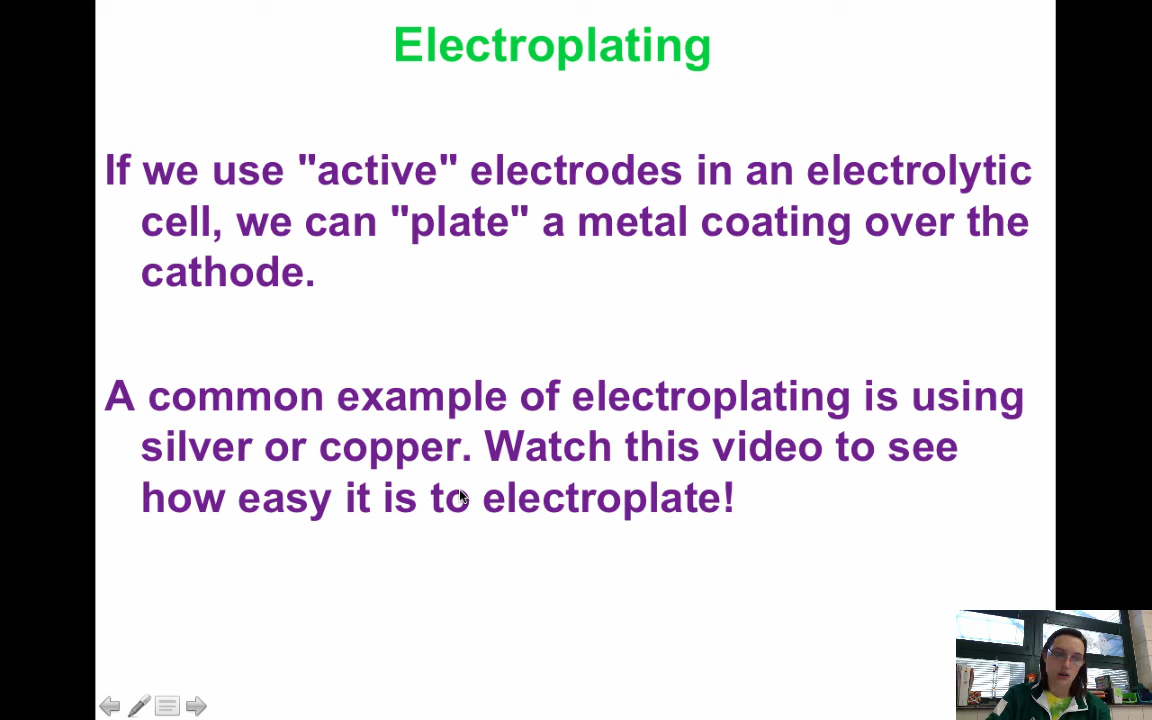 Electroplating
If we use "active" electrodes in an electrolytic
cell, we can "plate" a metal coating over the
cathode.
A common example of electroplating is using
silver or copper. Watch this video to see
how easy it is to electroplate!